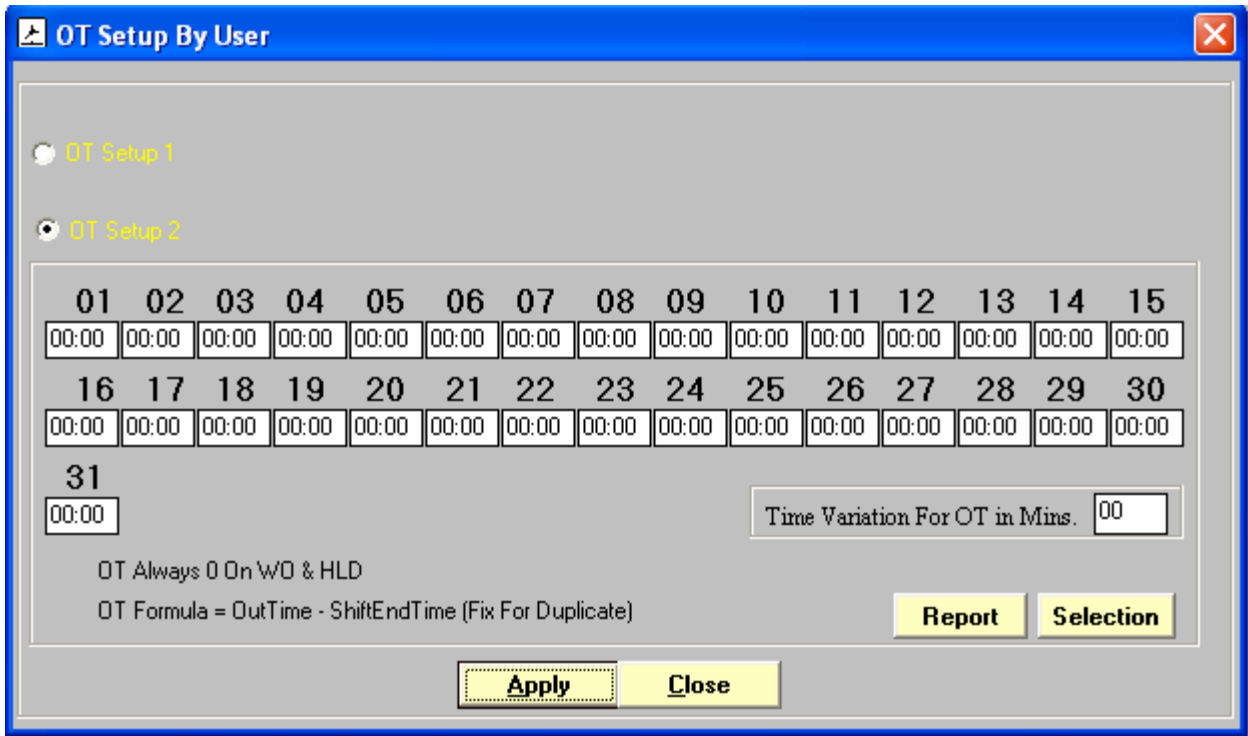 OT Setup By User
OT Setup 1
OT Setup 2
01 02 03 04 05 06 07 08 09 10 11 12 13 14 15
00:00 00:00 00:00 00:00 00:00 00:00 00:00 00:00 00:00 00:00 00:00 00:00 00:00 00:00 00:00
16 17 18 19 20 21 22 23 24 25 26 27 28 29 30
00:00 00:00 00:00 00:00 00:00 00:00 00:00 00:00 00:00 00:00 00:00 00:00 00:00 00:00 00:00
31
00:00 Time Variation For OT in Mins. 00
OT Always 0 On WO & HLD
OT Formula = OutTime - ShiftEndTime (Fix For Duplicate)
Report Selection
Apply Close